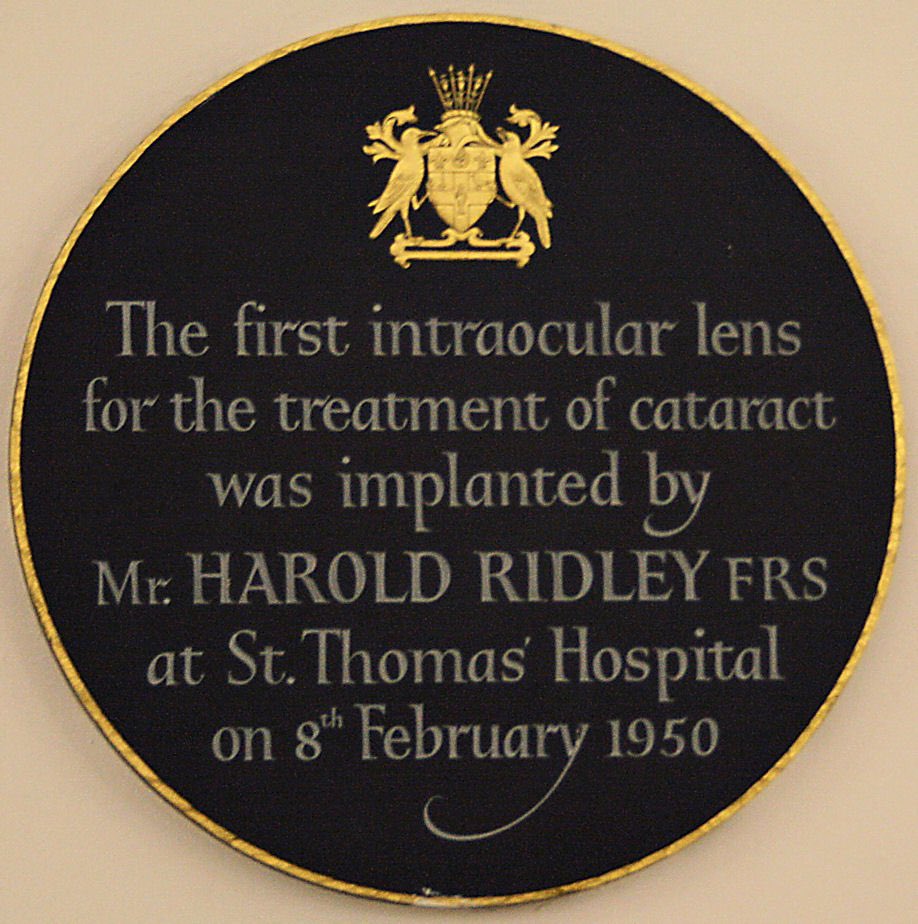 The first intraocular lens
for the treatment of cataract
was implanted by
Mr. HAROLD RIDLEY FRS
at St. Thomas' Hospital
on 8th February 1950